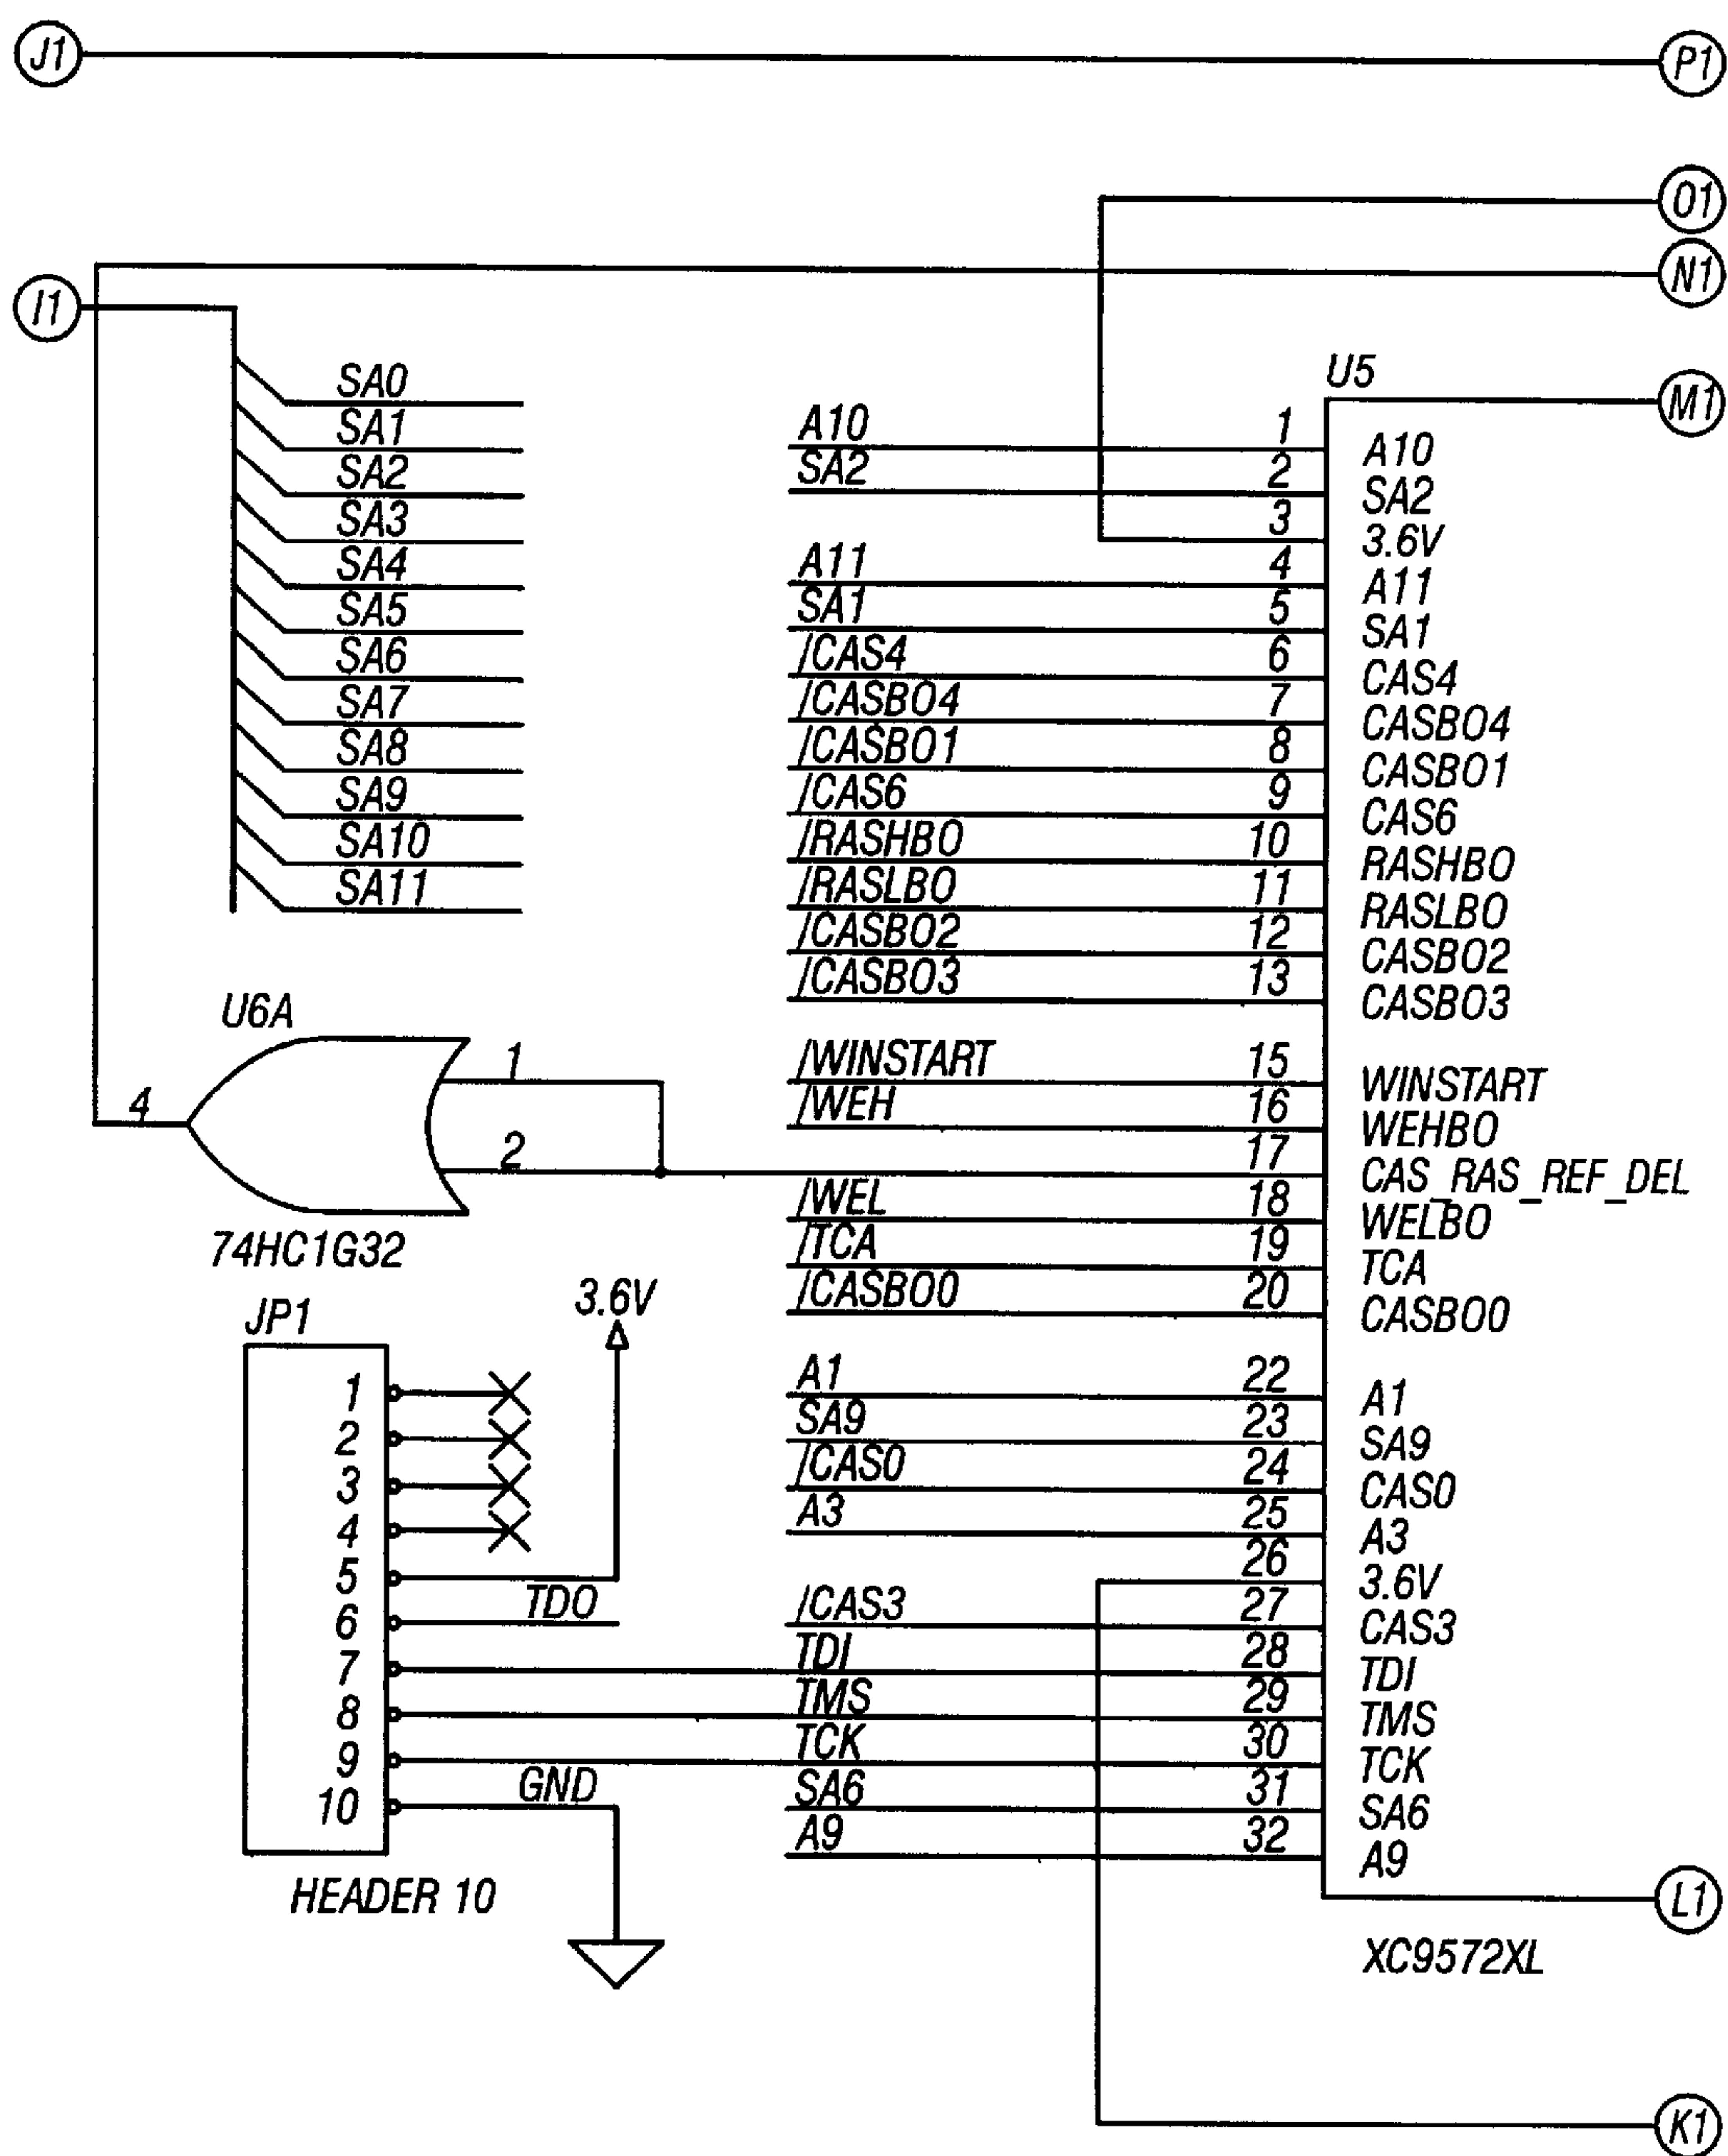 J1
P1
O1
N1
I1
M1
SA0
SA1
SA2
SA3
SA4
SA5
SA6
SA7
SA8
SA9
SA10
SA11
U5
A10 1 A10
SA2 2 SA2
3 3.6V
A11 4 A11
SA1 5 SA1
/CAS4 6 CAS4
/CASBO4 7 CASBO4
/CASBO1 8 CASBO1
/CAS6 9 CAS6
/RASHBO 10 RASHBO
/RASLBO 11 RASLBO
/CASBO2 12 CASBO2
/CASBO3 13 CASBO3
/WINSTART 15 WINSTART
/WEH 16 WEHBO
17 CAS_RAS_REF_DEL
/WEL 18 WELBO
/TCA 19 TCA
/CASBO0 20 CASBO0
A1 22 A1
SA9 23 SA9
/CAS0 24 CAS0
A3 25 A3
26 3.6V
/CAS3 27 CAS3
TDI 28 TDI
TMS 29 TMS
TCK 30 TCK
SA6 31 SA6
A9 32 A9
XC9572XL
L1
K1
U6A
1
4
2
74HC1G32
JP1
3.6V
1
2
3
4
5
6 TDO
7
8
9
10 GND
HEADER 10